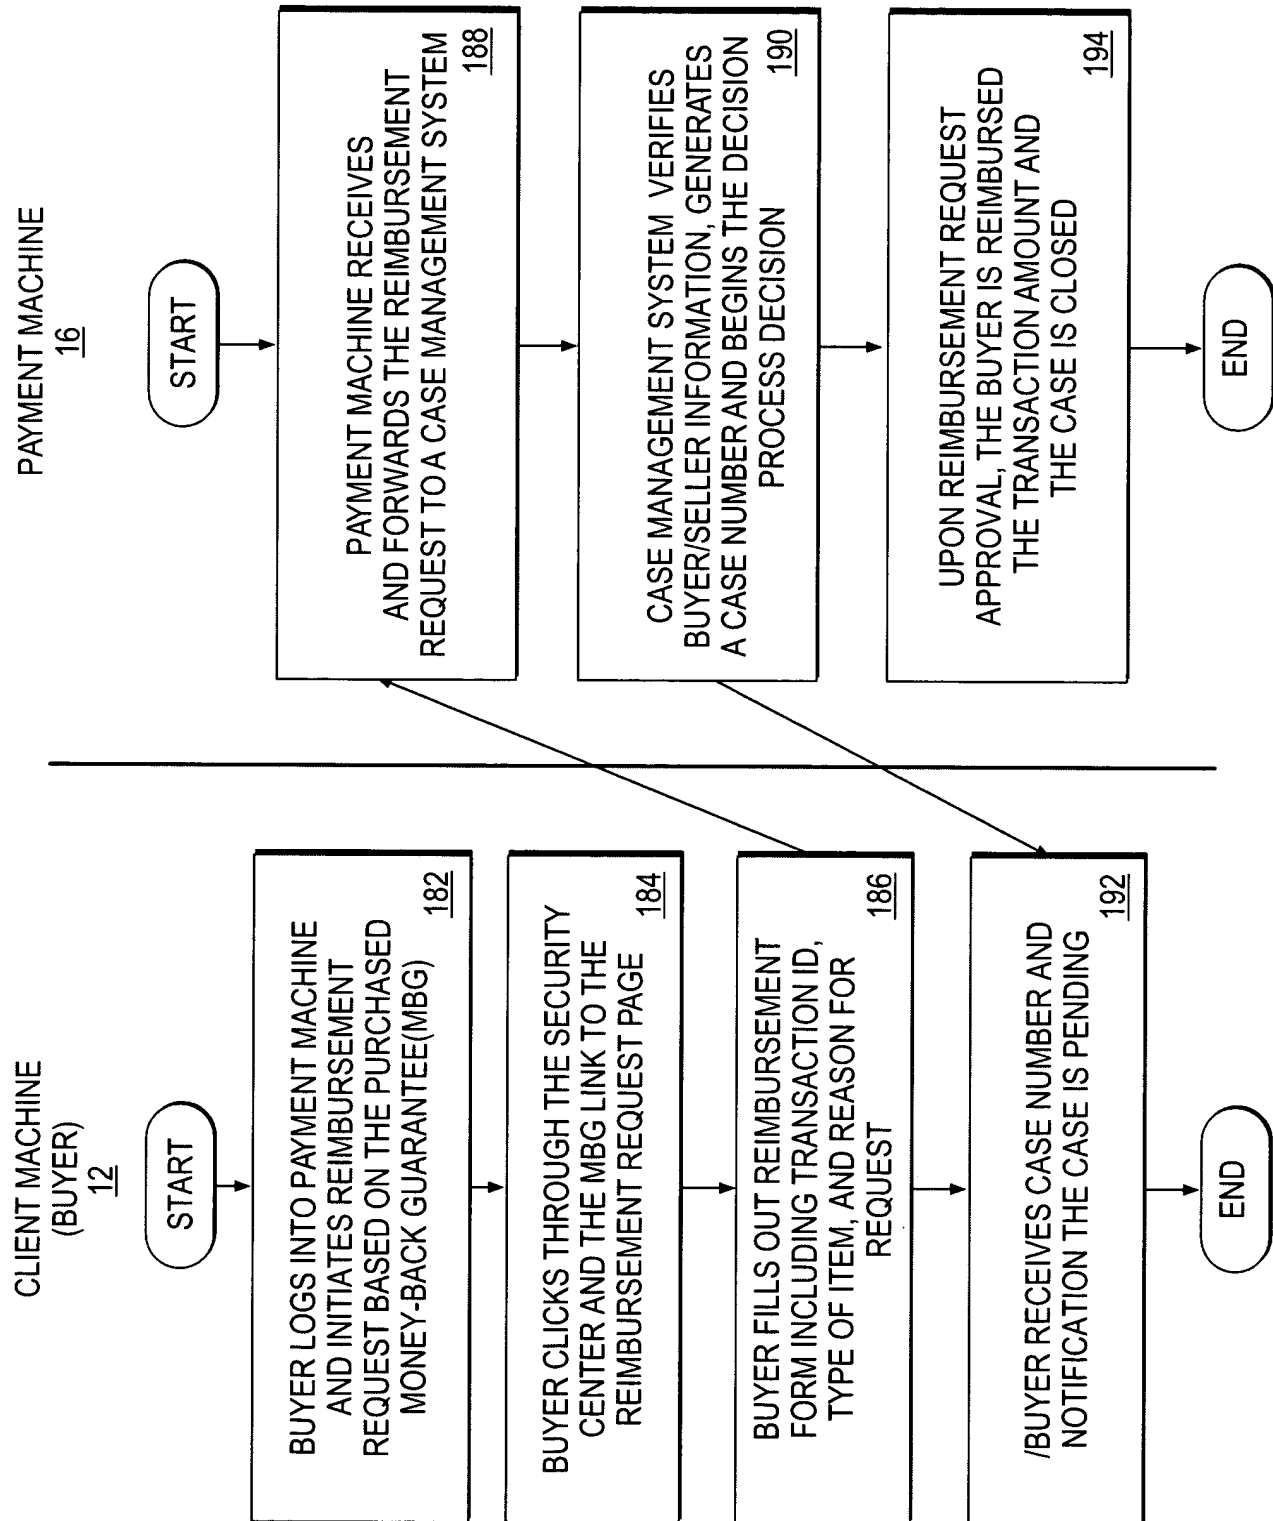 CLIENT MACHINE
(BUYER)
12
START
BUYER LOGS INTO PAYMENT MACHINE
AND INITIATES REIMBURSEMENT
REQUEST BASED ON THE PURCHASED
MONEY-BACK GUARANTEE(MBG)
182
BUYER CLICKS THROUGH THE SECURITY
CENTER AND THE MBG LINK TO THE
REIMBURSEMENT REQUEST PAGE
184
BUYER FILLS OUT REIMBURSEMENT
FORM INCLUDING TRANSACTION ID,
TYPE OF ITEM, AND REASON FOR
REQUEST
186
/BUYER RECEIVES CASE NUMBER AND
NOTIFICATION THE CASE IS PENDING
192
END
PAYMENT MACHINE
16
START
PAYMENT MACHINE RECEIVES
AND FORWARDS THE REIMBURSEMENT
REQUEST TO A CASE MANAGEMENT SYSTEM
188
CASE MANAGEMENT SYSTEM VERIFIES
BUYER/SELLER INFORMATION, GENERATES
A CASE NUMBER AND BEGINS THE DECISION
PROCESS DECISION
190
UPON REIMBURSEMENT REQUEST
APPROVAL, THE BUYER IS REIMBURSED
THE TRANSACTION AMOUNT AND
THE CASE IS CLOSED
194
END